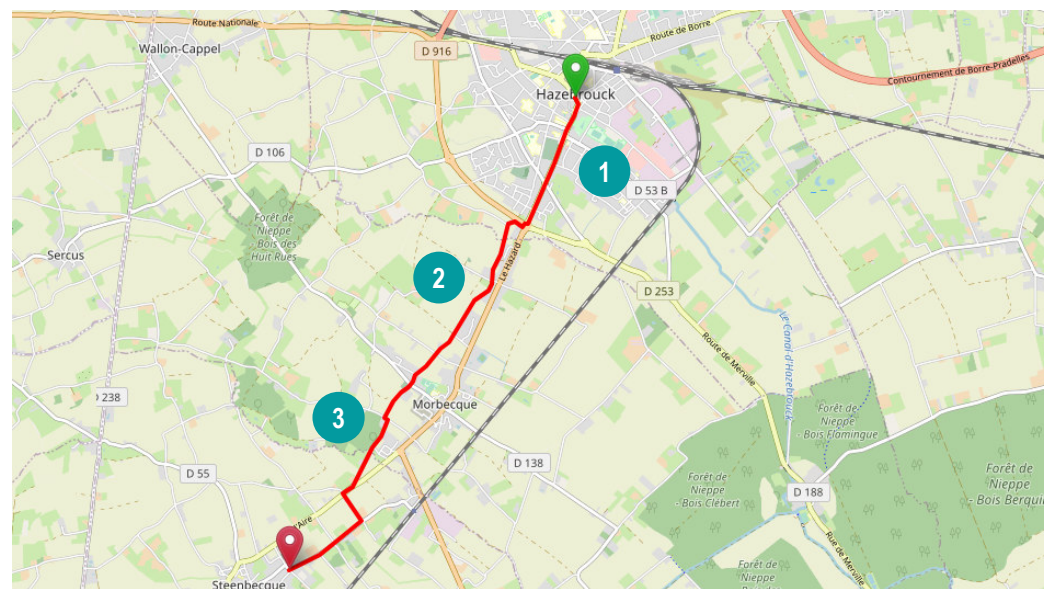 Route Nationale
Wallon-Cappel
D 916
Route de Borre
Contournement de Borre-Pradelles
Hazebrouck
D 106
1
D 53 B
Forêt de
Nieppe
- Bois des
Huit Rues
Sercus
Le Hazard
2
D 253
Le Canal d'Hazebrouck
Route de Merville
238
Morbecque
3
Forêt de
Nieppe
- Bois Flamingue
D 55
D 138
Forêt de
Nieppe
- Bois Clébert
D 188
Forêt de
Nieppe
- Bois Berquin
Rue de Merville
Steenbecque
Forêt de
Nieppe